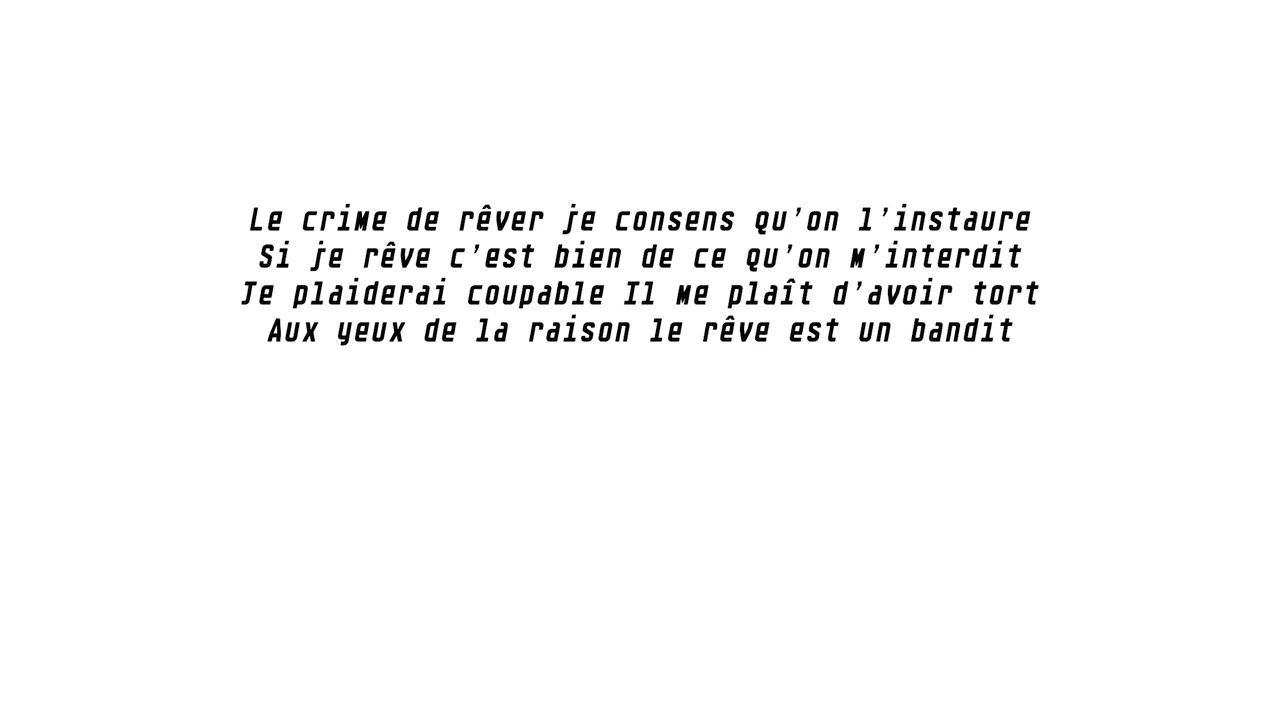 Le crime de rêver je consens qu’on l’instaure
Si je rêve c’est bien de ce qu’on m’interdit
Je plaiderai coupable Il me plaît d’avoir tort
Aux yeux de la raison le rêve est un bandit